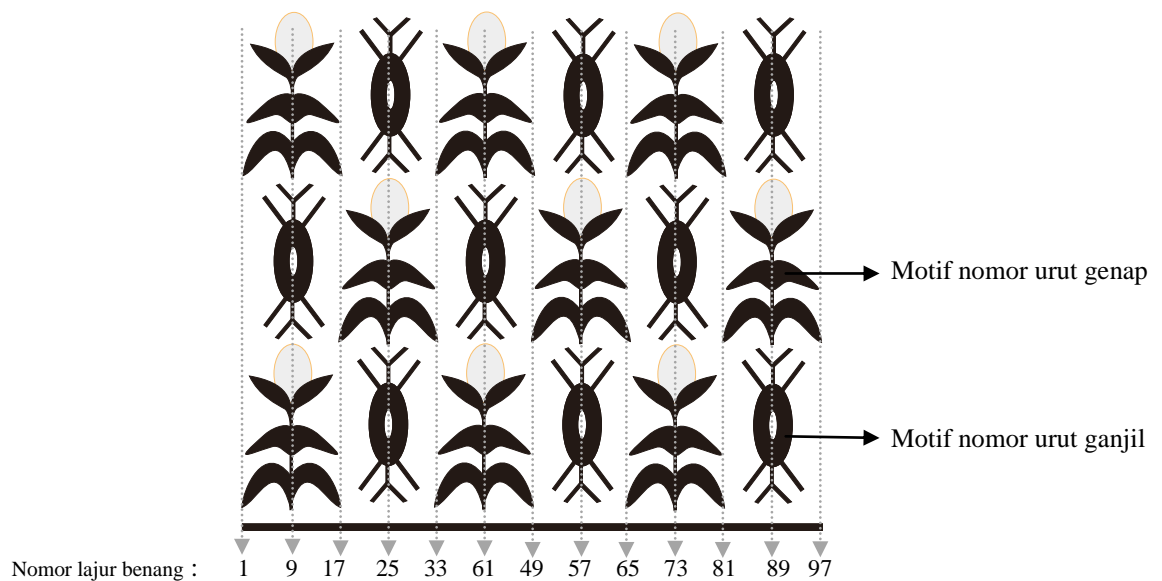 Motif nomor urut genap
Motif nomor urut ganjil
Nomor lajur benang : 1 9 17 25 33 61 49 57 65 73 81 89 97